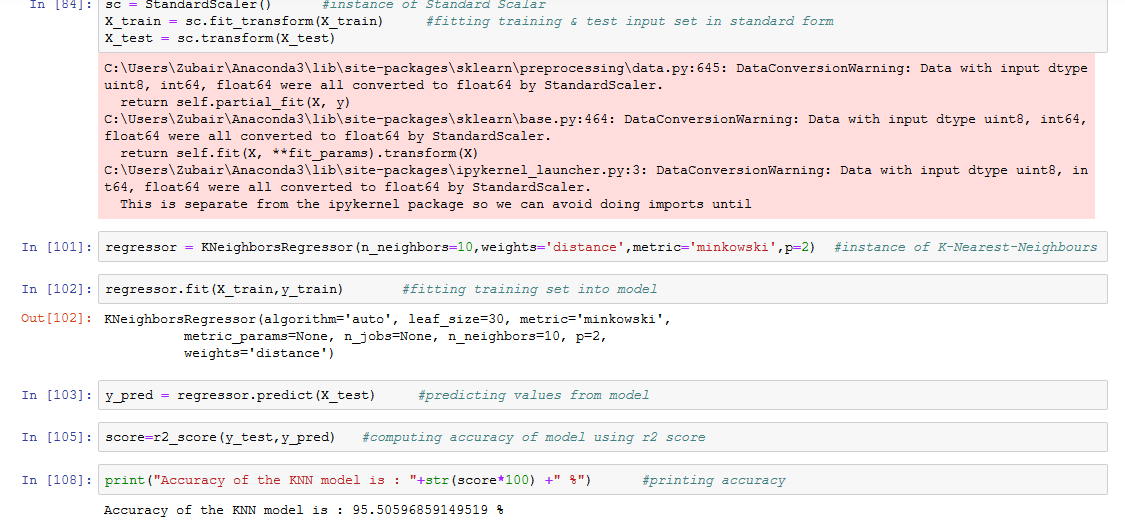 In [84]: sc = StandardScaler()      #instance of Standard Scalar
X_train = sc.fit_transform(X_train)     #fitting training & test input set in standard form
X_test = sc.transform(X_test)
C:\Users\Zubair\Anaconda3\lib\site-packages\sklearn\preprocessing\data.py:645: DataConversionWarning: Data with input dtype
uint8, int64, float64 were all converted to float64 by StandardScaler.
  return self.partial_fit(X, y)
C:\Users\Zubair\Anaconda3\lib\site-packages\sklearn\base.py:464: DataConversionWarning: Data with input dtype uint8, int64,
float64 were all converted to float64 by StandardScaler.
  return self.fit(X, **fit_params).transform(X)
C:\Users\Zubair\Anaconda3\lib\site-packages\ipykernel_launcher.py:3: DataConversionWarning: Data with input dtype uint8, in
t64, float64 were all converted to float64 by StandardScaler.
  This is separate from the ipykernel package so we can avoid doing imports until
In [101]: regressor = KNeighborsRegressor(n_neighbors=10,weights='distance',metric='minkowski',p=2)  #instance of K-Nearest-Neighbours
In [102]: regressor.fit(X_train,y_train)       #fitting training set into model
Out[102]: KNeighborsRegressor(algorithm='auto', leaf_size=30, metric='minkowski',
          metric_params=None, n_jobs=None, n_neighbors=10, p=2,
          weights='distance')
In [103]: y_pred = regressor.predict(X_test)     #predicting values from model
In [105]: score=r2_score(y_test,y_pred)   #computing accuracy of model using r2 score
In [108]: print("Accuracy of the KNN model is : "+str(score*100) +" %")      #printing accuracy
Accuracy of the KNN model is : 95.50596859149519 %